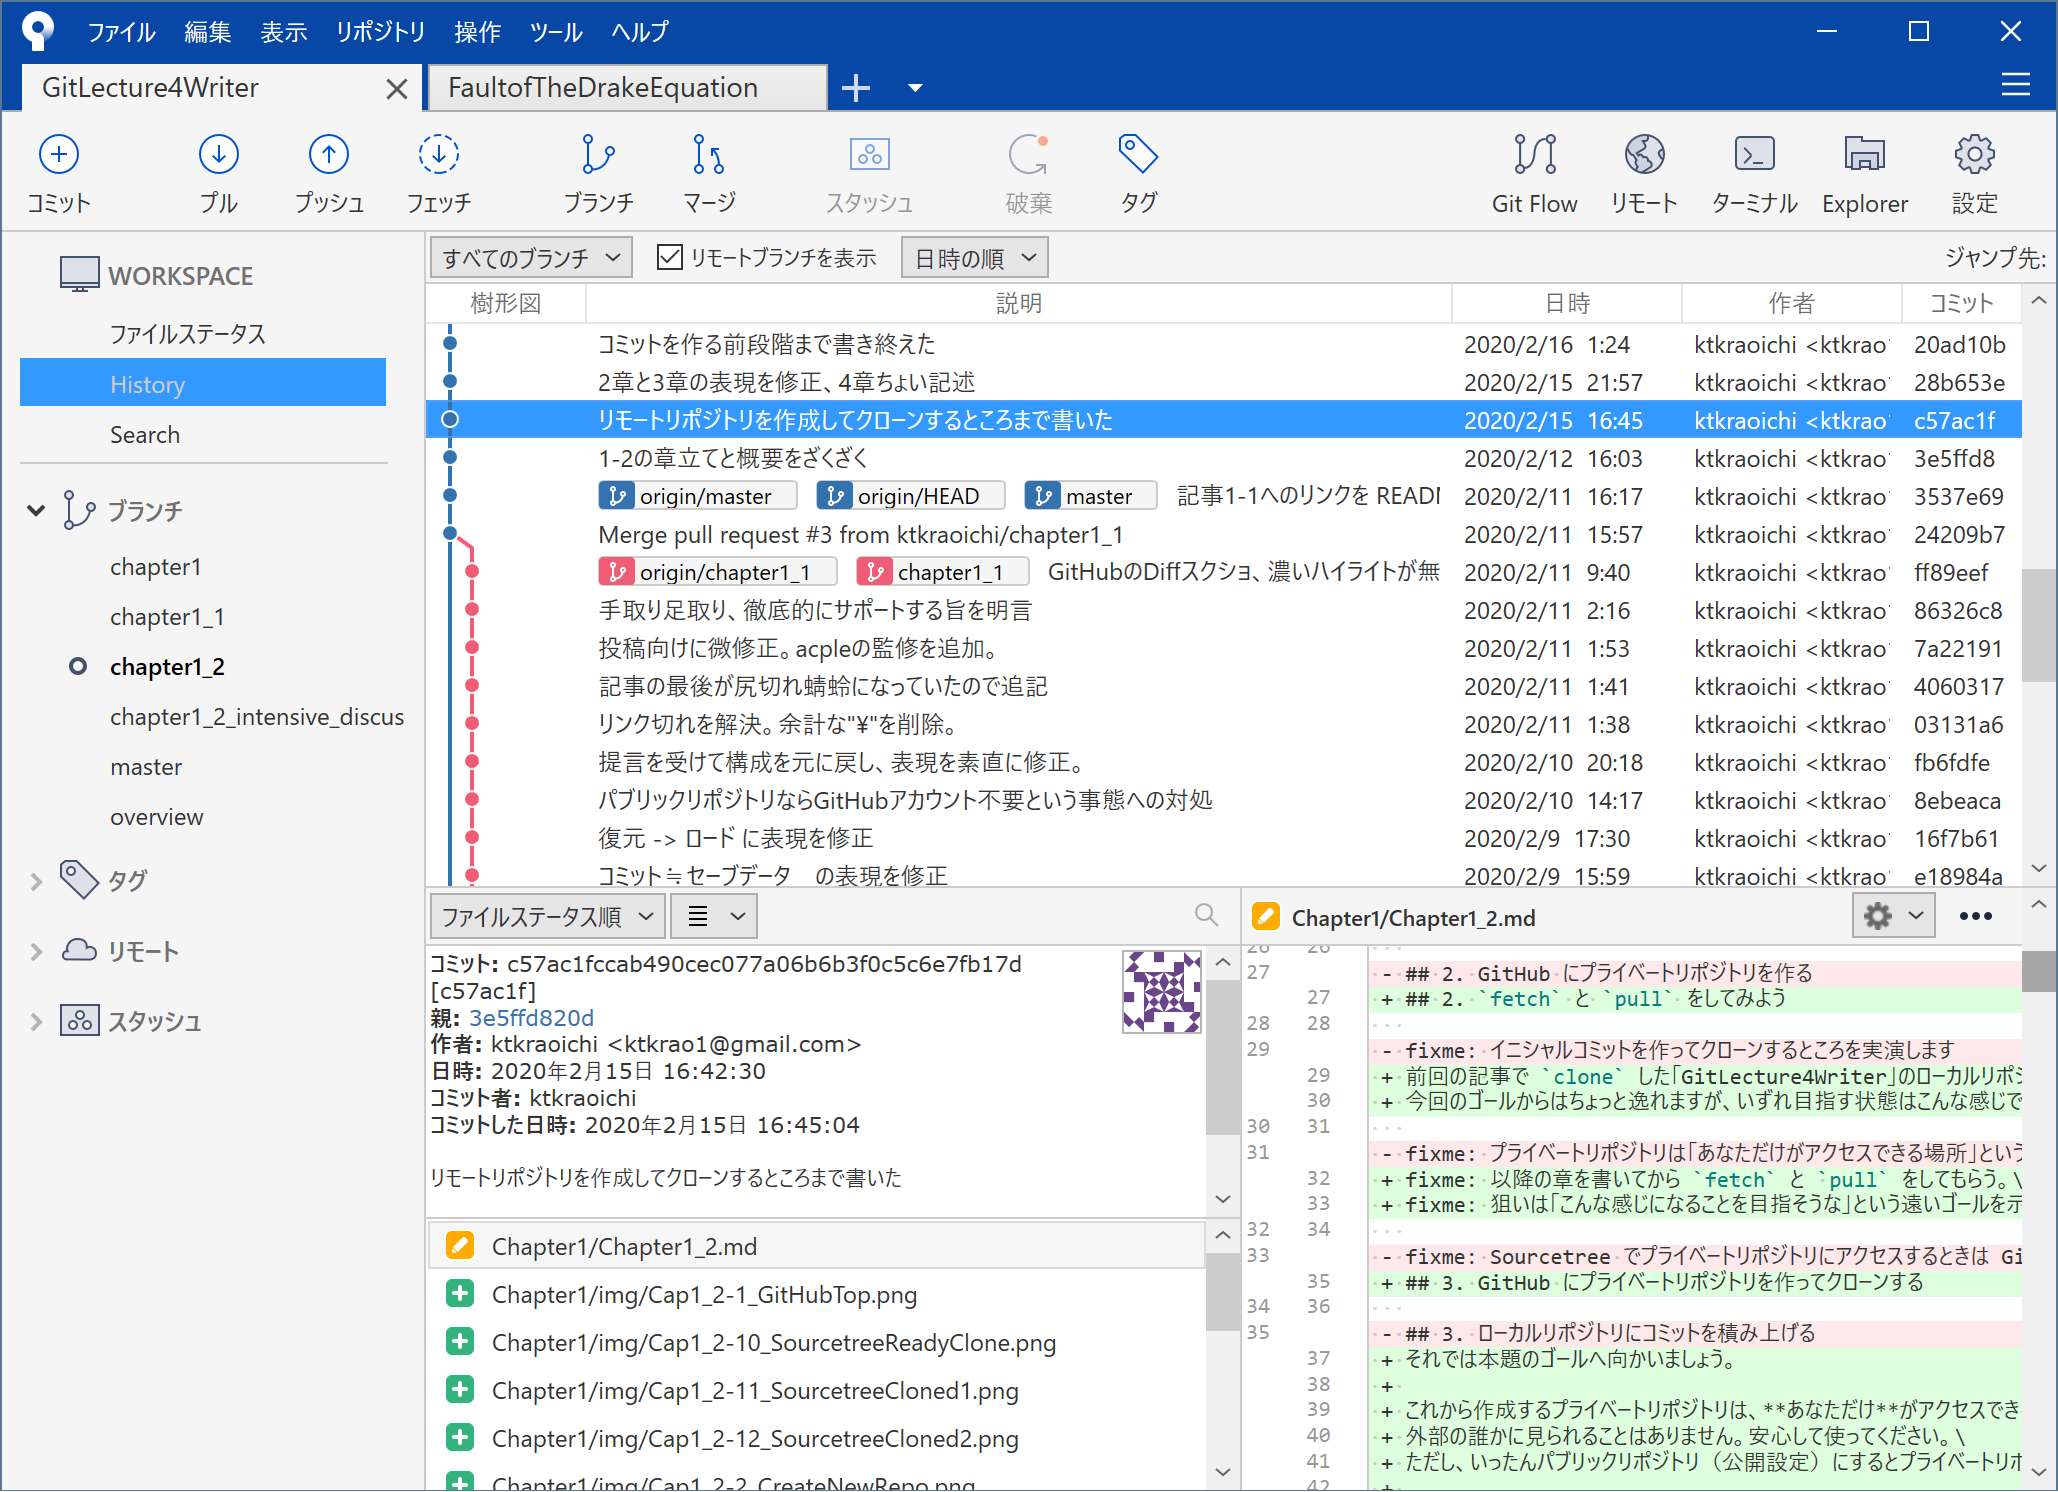 ファイル 編集 表示 リポジトリ 操作 ツール ヘルプ
GitLecture4Writer FaultofTheDrakeEquation
コミット プル プッシュ フェッチ ブランチ マージ スタッシュ 破棄 タグ Git Flow リモート ターミナル Explorer 設定
WORKSPACE
ファイルステータス
History
Search
ブランチ
chapter1
chapter1_1
chapter1_2
chapter1_2_intensive_discus
master
overview
タグ
リモート
スタッシュ
すべてのブランチ リモートブランチを表示 日時の順 ジャンプ先:
樹形図 説明 日時 作者 コミット
コミットを作る前段階まで書き終えた 2020/2/16 1:24 ktkraoichi <ktkrao 20ad10b
2章と3章の表現を修正、4章ちょい記述 2020/2/15 21:57 ktkraoichi <ktkrao 28b653e
リモートリポジトリを作成してクローンするところまで書いた 2020/2/15 16:45 ktkraoichi <ktkrao c57ac1f
1-2の章立てと概要をざくざく 2020/2/12 16:03 ktkraoichi <ktkrao 3e5ffd8
origin/master origin/HEAD master 記事1-1へのリンクを READ 2020/2/11 16:17 ktkraoichi <ktkrao 3537e69
Merge pull request #3 from ktkraoichi/chapter1_1 2020/2/11 15:57 ktkraoichi <ktkrao 24209b7
origin/chapter1_1 chapter1_1 GitHubのDiffスクショ、濃いハイライトが無 2020/2/11 9:40 ktkraoichi <ktkrao ff89eef
手取り足取り、徹底的にサポートする旨を明言 2020/2/11 2:16 ktkraoichi <ktkrao 86326c8
投稿向けに微修正。acpleの監修を追加。 2020/2/11 1:53 ktkraoichi <ktkrao 7a22191
記事の最後が尻切れ蜻蛉になっていたので追記 2020/2/11 1:41 ktkraoichi <ktkrao 4060317
リンク切れを解決。余計な"¥"を削除。 2020/2/11 1:38 ktkraoichi <ktkrao 03131a6
提言を受けて構成を元に戻し、表現を素直に修正。 2020/2/10 20:18 ktkraoichi <ktkrao fb6fdfe
パブリックリポジトリならGitHubアカウント不要という事態への対処 2020/2/10 14:17 ktkraoichi <ktkrao 8ebeaca
復元 -> ロード に表現を修正 2020/2/9 17:30 ktkraoichi <ktkrao 16f7b61
コミット≒セーブデータ の表現を修正 2020/2/9 15:59 ktkraoichi <ktkrao e18984a
ファイルステータス順
コミット: c57ac1fccab490cec077a06b6b3f0c5c6e7fb17d
[c57ac1f]
親: 3e5ffd820d
作者: ktkraoichi <ktkrao1@gmail.com>
日時: 2020年2月15日 16:42:30
コミット者: ktkraoichi
コミットした日時: 2020年2月15日 16:45:04
リモートリポジトリを作成してクローンするところまで書いた
Chapter1/Chapter1_2.md
Chapter1/img/Cap1_2-1_GitHubTop.png
Chapter1/img/Cap1_2-10_SourcetreeReadyClone.png
Chapter1/img/Cap1_2-11_SourcetreeCloned1.png
Chapter1/img/Cap1_2-12_SourcetreeCloned2.png
Chapter1/img/Cap1_2-2_CreateNewRepo.png
Chapter1/Chapter1_2.md
26 26
27 - ## 2. GitHub にプライベートリポジトリを作る
27 + ## 2. `fetch` と `pull` をしてみよう
28 28
29 - fixme: イニシャルコミットを作ってクローンするところを実演します
29 + 前回の記事で `clone` した「GitLecture4Writer」のローカルリポジ
30 + 今回のゴールからはちょっと逸れますが、いずれ目指す状態はこんな感じで
30 31
31 - fixme: プライベートリポジトリは「あなただけがアクセスできる場所」という
32 + fixme: 以降の章を書いてから `fetch` と `pull` をしてもらう。\
33 + fixme: 狙いは「こんな感じになることを目指そうな」という遠いゴールを示
32 34
33 - fixme: Sourcetree でプライベートリポジトリにアクセスするときは Gi
35 + ## 3. GitHub にプライベートリポジトリを作ってクローンする
34 36
35 - ## 3. ローカルリポジトリにコミットを積み上げる
37 + それでは本題のゴールへ向かいましょう。
38 +
39 + これから作成するプライベートリポジトリは、**あなただけ**がアクセスでき
40 + 外部の誰かに見られることはありません。安心して使ってください。\
41 + ただし、いったんパブリックリポジトリ（公開設定）にするとプライベートリポ
42 +